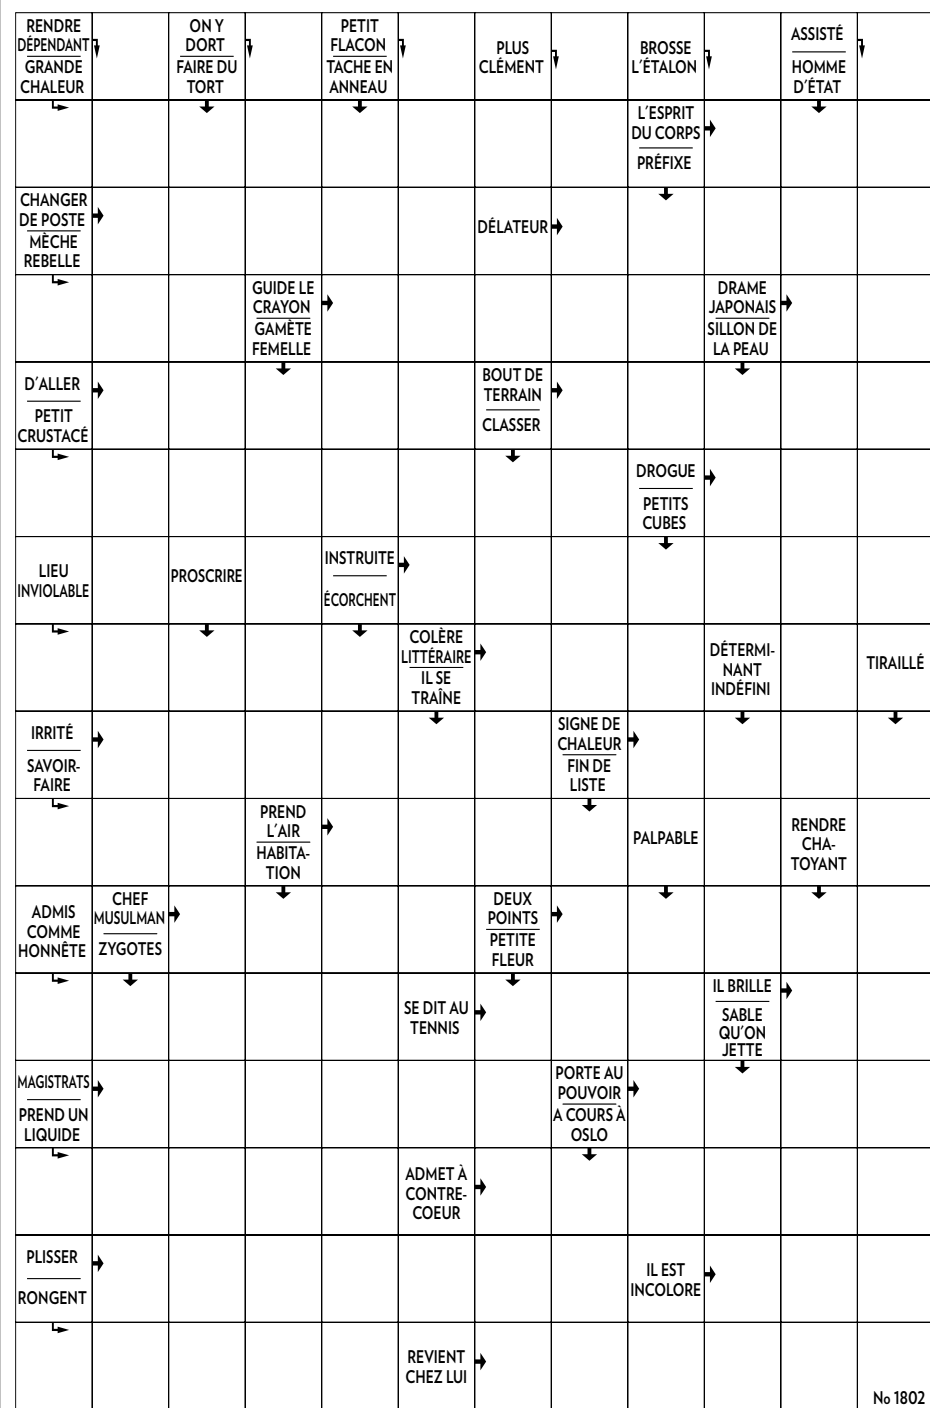 RENDRE
DÉPENDANT
GRANDE
CHALEUR
ON Y
DORT
FAIRE DU
TORT
PETIT
FLACON
TACHE EN
ANNEAU
PLUS
CLÉMENT
BROSSE
L'ÉTALON
ASSISTÉ
HOMME
D'ÉTAT
L'ESPRIT
DU CORPS
PRÉFIXE
CHANGER
DE POSTE
MÈCHE
REBELLE
DÉLATEUR
GUIDE LE
CRAYON
GAMÈTE
FEMELLE
DRAME
JAPONAIS
SILLON DE
LA PEAU
D'ALLER
PETIT
CRUSTACÉ
BOUT DE
TERRAIN
CLASSER
DROGUE
PETITS
CUBES
LIEU
INVIOLABLE
PROSCRIRE
INSTRUITE
ÉCORCHENT
COLÈRE
LITTÉRAIRE
IL SE
TRAÎNE
DÉTERMI-
NANT
INDÉFINI
TIRAILLÉ
IRRITÉ
SAVOIR-
FAIRE
SIGNE DE
CHALEUR
FIN DE
LISTE
PREND
L'AIR
HABITA-
TION
PALPABLE
RENDRE
CHA-
TOYANT
ADMIS
COMME
HONNÊTE
CHEF
MUSULMAN
ZYGOTES
DEUX
POINTS
PETITE
FLEUR
SE DIT AU
TENNIS
IL BRILLE
SABLE
QU'ON
JETTE
MAGISTRATS
PREND UN
LIQUIDE
PORTE AU
POUVOIR
A COURS À
OSLO
ADMET À
CONTRE-
COEUR
PLISSER
RONGENT
IL EST
INCOLORE
REVIENT
CHEZ LUI
No 1802